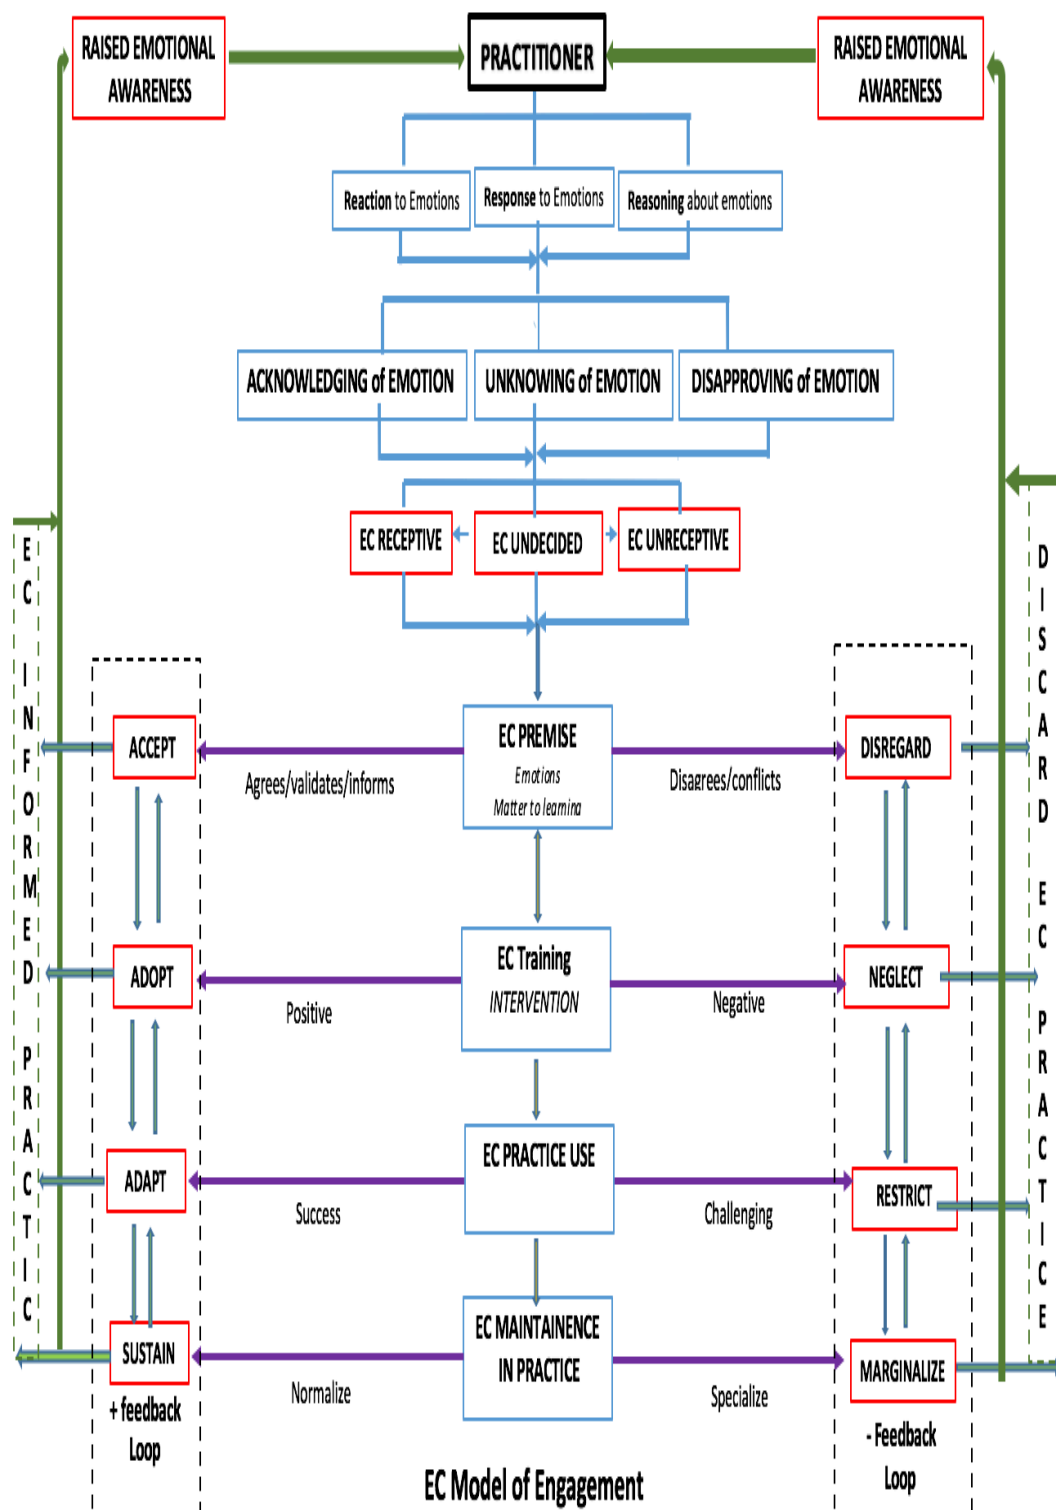 RAISED EMOTIONAL
AWARENESS
PRACTITIONER
RAISED EMOTIONAL
AWARENESS
Reaction to Emotions
Response to Emotions
Reasoning about emotions
ACKNOWLEDGING of EMOTION
UNKNOWING of EMOTION
DISAPPROVING of EMOTION
EC RECEPTIVE
EC UNDECIDED
EC UNRECEPTIVE
EC INFORMED PRACTIC
DISCARD EC PRACTICE
ACCEPT
Agrees/validates/informs
EC PREMISE
Emotions
Matter to learning
Disagrees/conflicts
DISREGARD
ADOPT
Positive
EC Training
INTERVENTION
Negative
NEGLECT
ADAPT
Success
EC PRACTICE USE
Challenging
RESTRICT
SUSTAIN
Normalize
EC MAINTAINENCE
IN PRACTICE
Specialize
MARGINALIZE
+ feedback
Loop
- Feedback
Loop
EC Model of Engagement